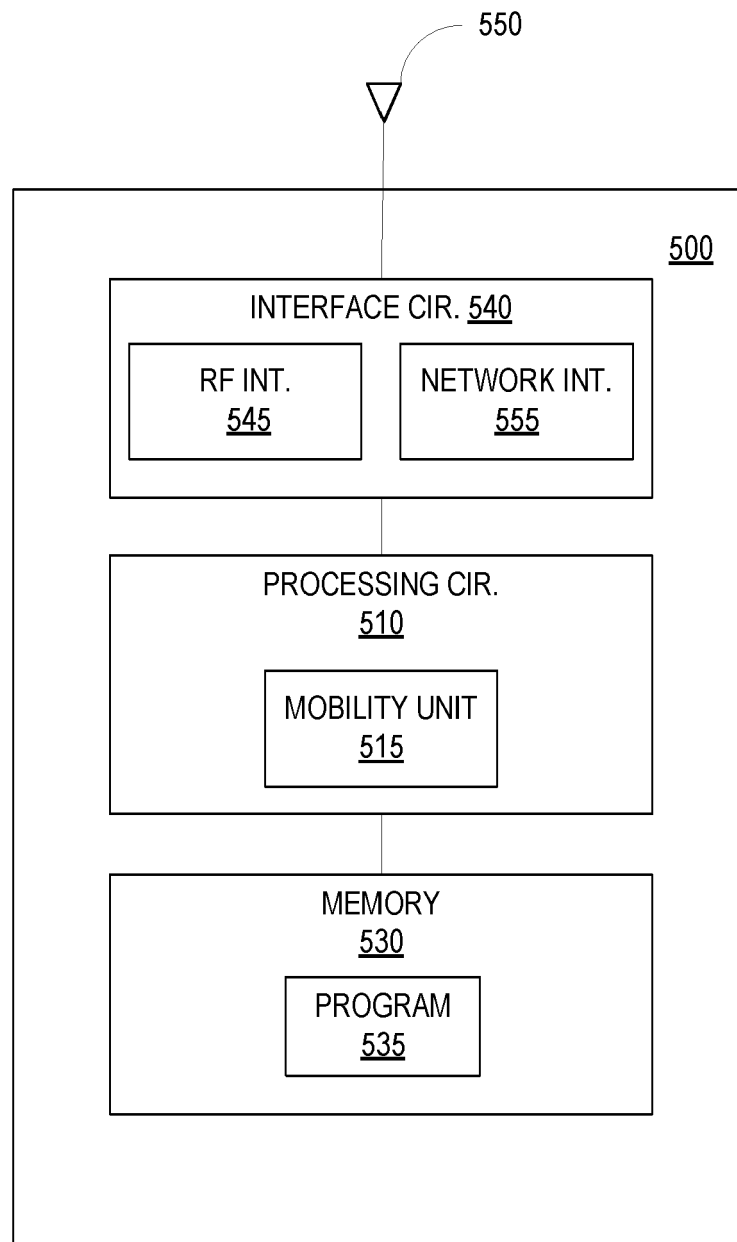 550
500
INTERFACE CIR. 540
RF INT.
545
NETWORK INT.
555
PROCESSING CIR.
510
MOBILITY UNIT
515
MEMORY
530
PROGRAM
535